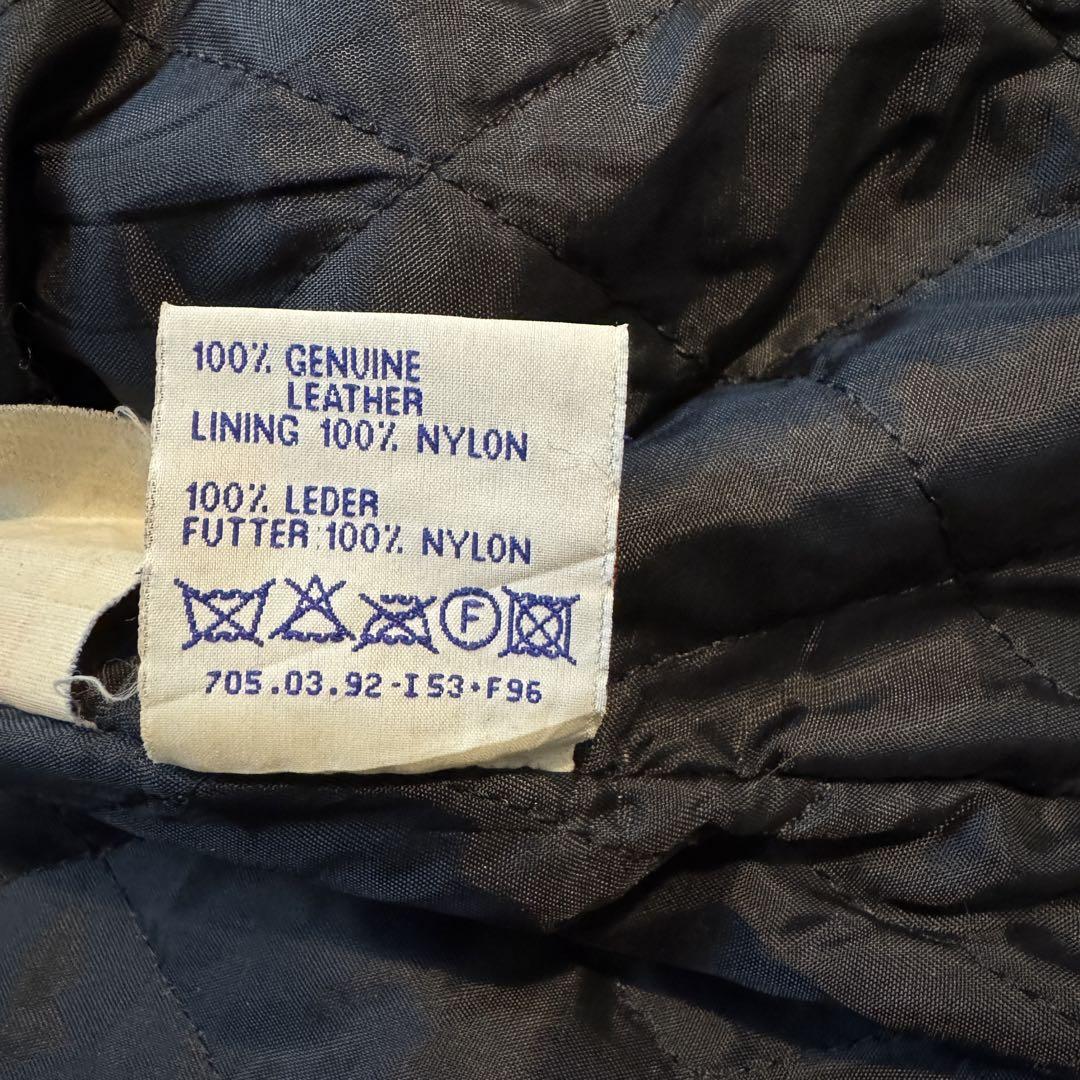 100% GENUINE
LEATHER
LINING 100% NYLON
100% LEDER
FUTTER 100% NYLON
F
705.03.92-I53·F96